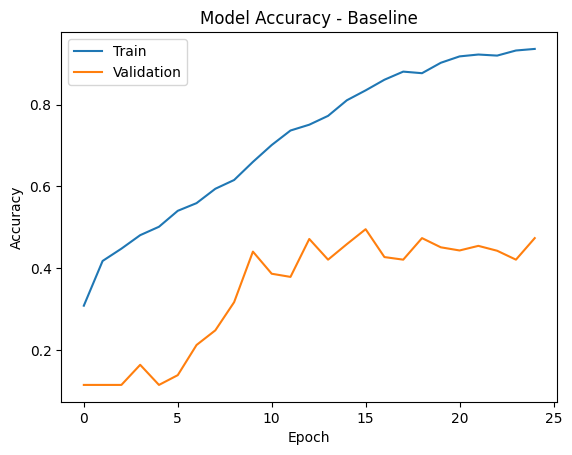 Model Accuracy - Baseline
Train
Validation
Accuracy
0.8
0.6
0.4
0.2
0 5 10 15 20 25
Epoch